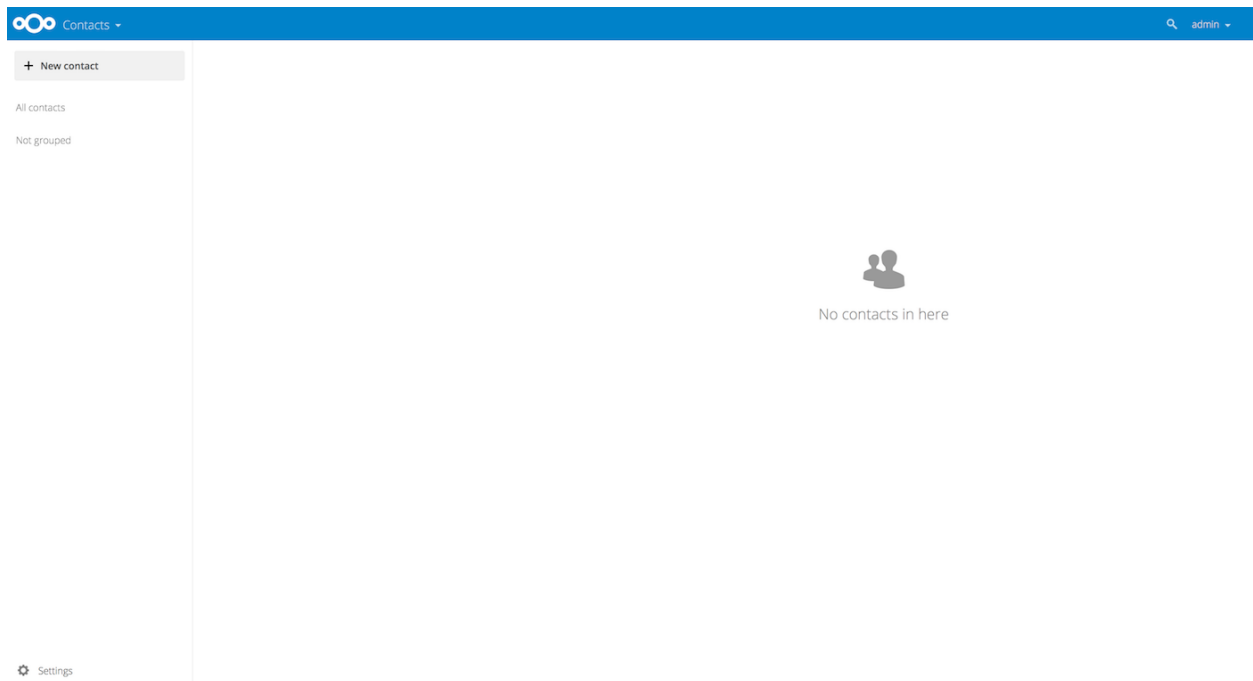 Contacts
admin
+ New contact
All contacts
Not grouped
No contacts in here
Settings